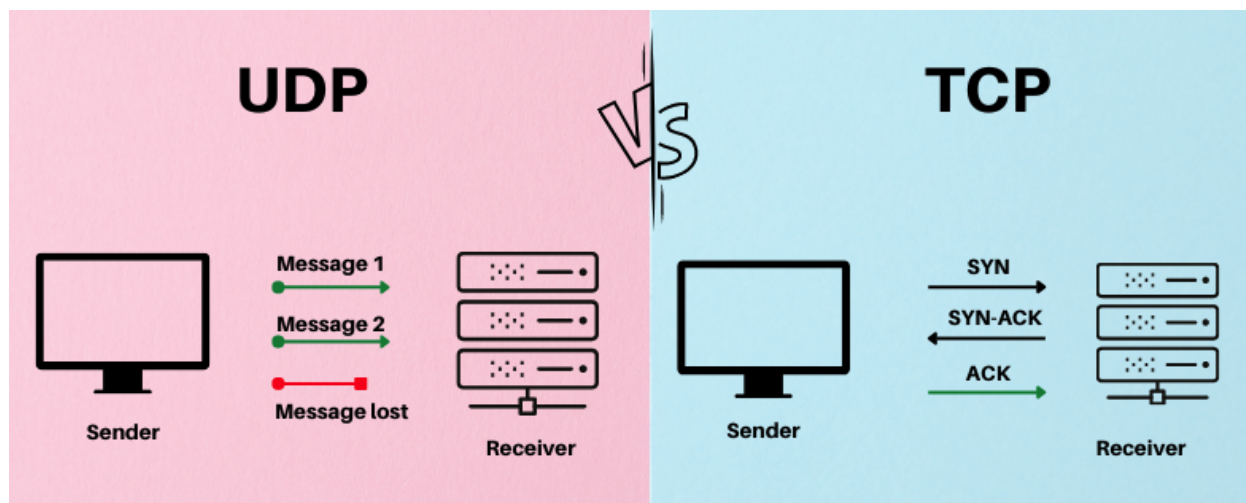 UDP
VS
TCP
Message 1
Message 2
Message lost
Sender
Receiver
SYN
SYN-ACK
ACK
Sender
Receiver